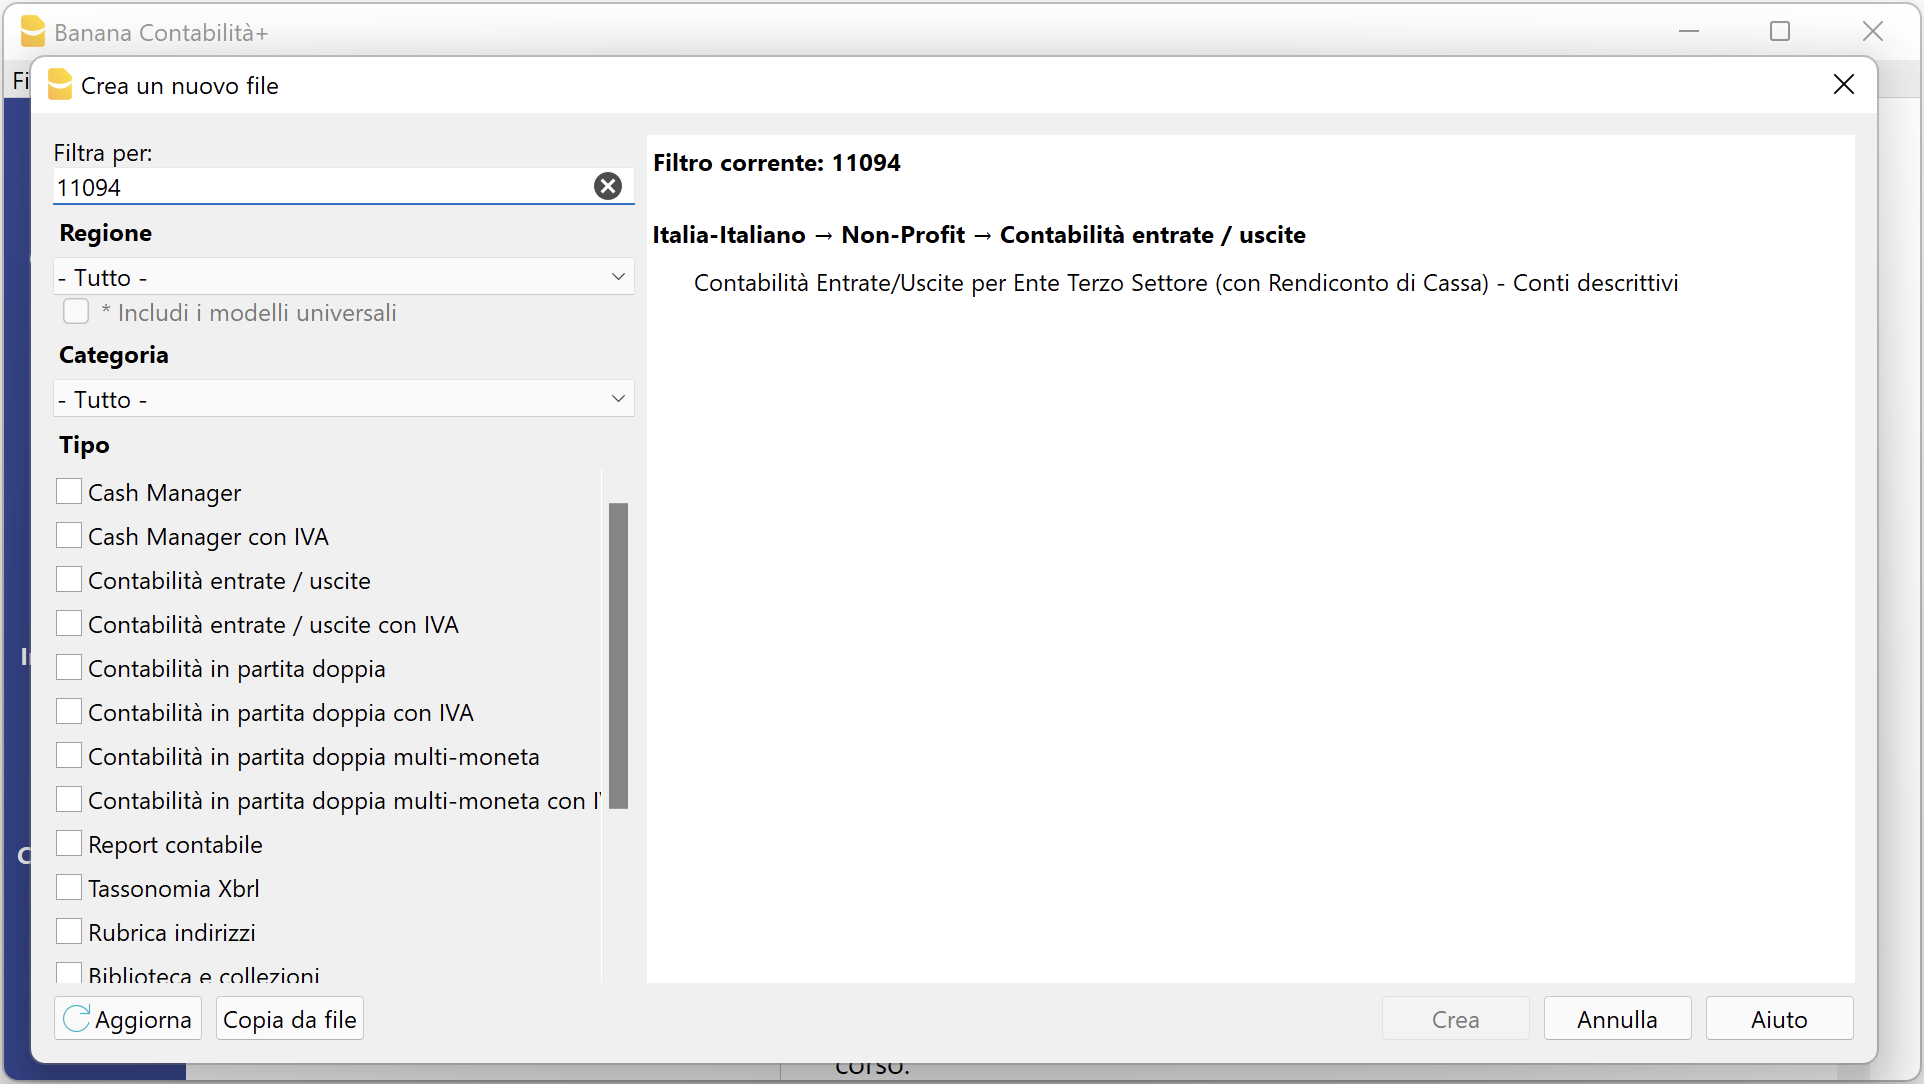 Banana Contabilità+
Fi
Crea un nuovo file
Filtra per:
11094
Regione
- Tutto -
* Includi i modelli universali
Categoria
- Tutto -
Tipo
Cash Manager
Cash Manager con IVA
Contabilità entrate / uscite
Contabilità entrate / uscite con IVA
Contabilità in partita doppia
Contabilità in partita doppia con IVA
Contabilità in partita doppia multi-moneta
Contabilità in partita doppia multi-moneta con
Report contabile
Tassonomia Xbrl
Rubrica indirizzi
Biblioteca e collezioni
Filtro corrente: 11094
Italia-Italiano → Non-Profit → Contabilità entrate / uscite
Contabilità Entrate/Uscite per Ente Terzo Settore (con Rendiconto di Cassa) - Conti descrittivi
Aggiorna
Copia da file
Crea
Annulla
Aiuto
corso.